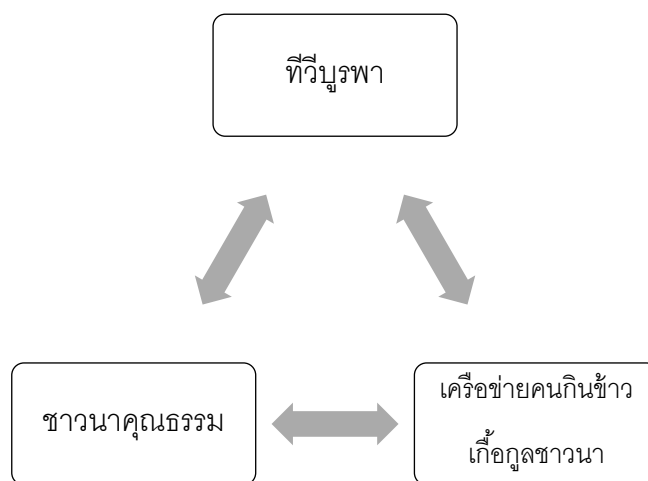 ทีวีบูรพา
ชาวนาคุณธรรม
เครือข่ายคนกินข้าว
เกื้อกูลชาวนา